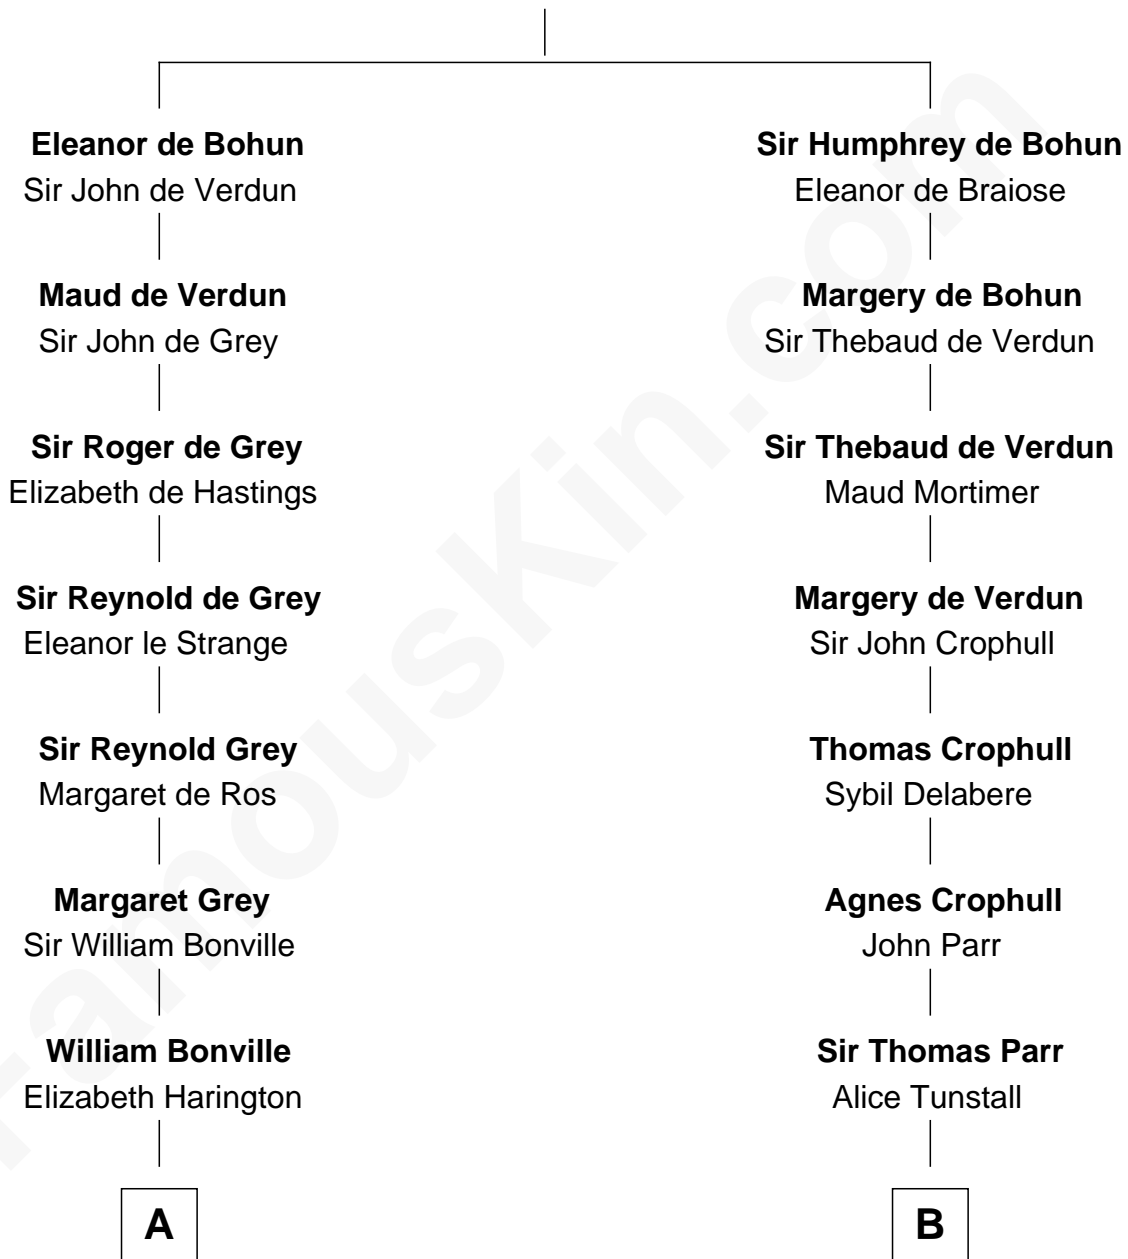 Eleanor de Bohun
Sir John de Verdun
Maud de Verdun
Sir John de Grey
Sir Roger de Grey
Elizabeth de Hastings
Sir Reynold de Grey
Eleanor le Strange
Sir Reynold Grey
Margaret de Ros
Margaret Grey
Sir William Bonville
William Bonville
Elizabeth Harington
A
Sir Humphrey de Bohun
Eleanor de Braiose
Margery de Bohun
Sir Thebaud de Verdun
Sir Thebaud de Verdun
Maud Mortimer
Margery de Verdun
Sir John Crophull
Thomas Crophull
Sybil Delabere
Agnes Crophull
John Parr
Sir Thomas Parr
Alice Tunstall
B
FamousKin.com